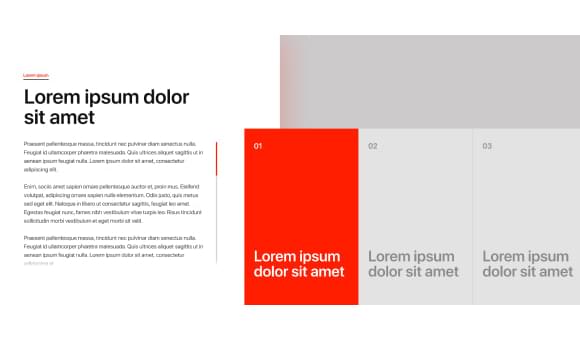 Lorem ipsum
Lorem ipsum dolor
sit amet
Praesent pellentesque massa, tincidunt nec pulvinar diam senectus nulla.
Feugiat id ullamcorper pharetra malesuada. Quis ultrices aliquet sagittis ut in
aenean ipsum feugiat nulla. Lorem ipsum dolor sit amet, consectetur
adipiscing elit.
Enim, sociis amet sapien ornare pellentesque auctor et, proin mus. Eleifend
volutpat, adipiscing ornare sapien nulla elementum. Odio justo, quis metus
sed eget elit. Natoque in libero ut consectetur sagittis, feugiat leo amet.
Egestas feugiat nunc, fames nibh vestibulum vitae turpis leo. Risus tincidunt
sollicitudin morbi vestibulum et eget morbi sit velit.
Praesent pellentesque massa, tincidunt nec pulvinar diam senectus nulla.
Feugiat id ullamcorper pharetra malesuada. Quis ultrices aliquet sagittis ut in
aenean ipsum feugiat nulla. Lorem ipsum dolor sit amet, consectetur
adipiscing el
01
Lorem ipsum
dolor sit amet
02
Lorem ipsum
dolor sit amet
03
Lorem ipsum
dolor sit amet